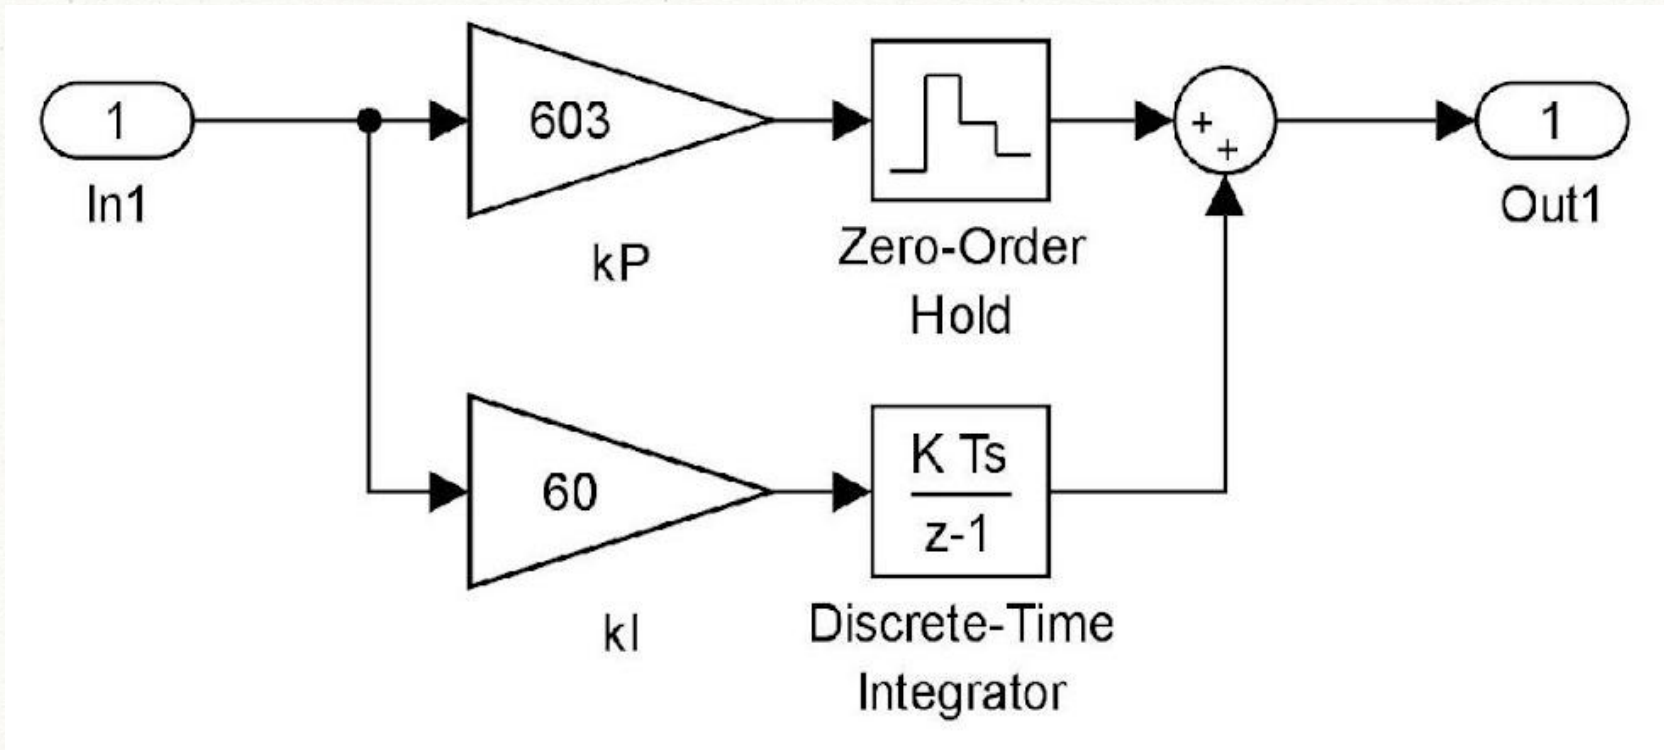 1
In1
603
kP
Zero-Order
Hold
+
+
1
Out1
60
kI
K Ts
z-1
Discrete-Time
Integrator